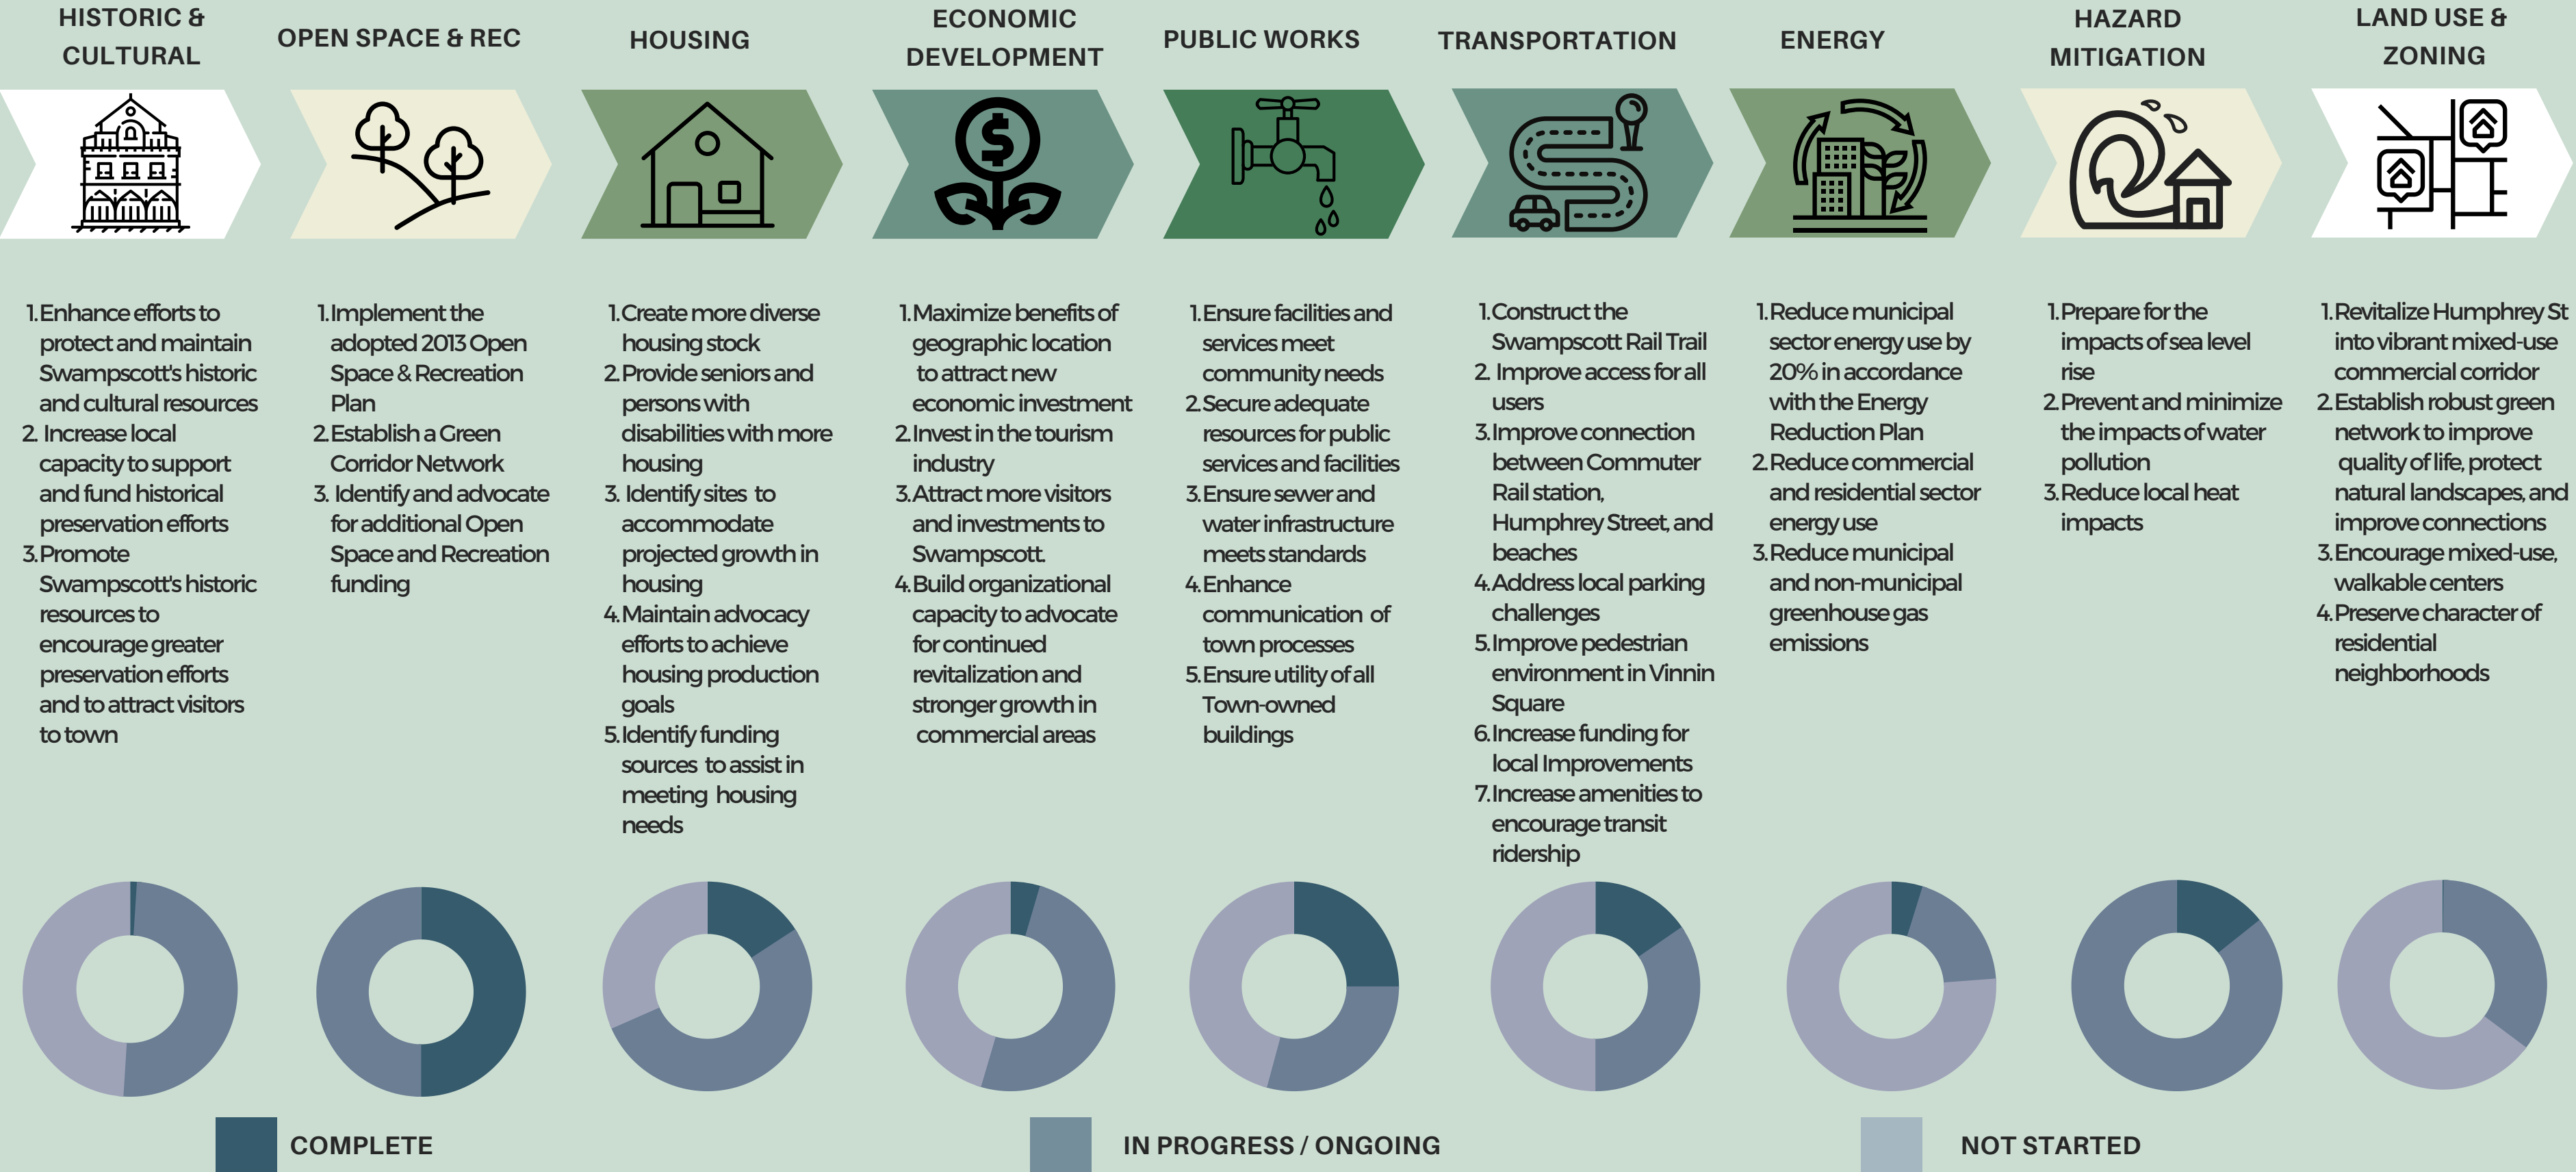 HISTORIC &
CULTURAL
OPEN SPACE & REC
HOUSING
ECONOMIC
DEVELOPMENT
PUBLIC WORKS
TRANSPORTATION
ENERGY
HAZARD
MITIGATION
LAND USE &
ZONING
$
1. Enhance efforts to
protect and maintain
Swampscott's historic
and cultural resources
2. Increase local
capacity to support
and fund historical
preservation efforts
3. Promote
Swampscott's historic
resources to
encourage greater
preservation efforts
and to attract visitors
to town
1. Implement the
adopted 2013 Open
Space & Recreation
Plan
2. Establish a Green
Corridor Network
3. Identify and advocate
for additional Open
Space and Recreation
funding
1. Create more diverse
housing stock
2. Provide seniors and
persons with
disabilities with more
housing
3. Identify sites to
accommodate
projected growth in
housing
4. Maintain advocacy
efforts to achieve
housing production
goals
5. Identify funding
sources to assist in
meeting housing
needs
1. Maximize benefits of
geographic location
to attract new
economic investment
2. Invest in the tourism
industry
3. Attract more visitors
and investments to
Swampscott.
4. Build organizational
capacity to advocate
for continued
revitalization and
stronger growth in
commercial areas
1. Ensure facilities and
services meet
community needs
2. Secure adequate
resources for public
services and facilities
3. Ensure sewer and
water infrastructure
meets standards
4. Enhance
communication of
town processes
5. Ensure utility of all
Town-owned
buildings
1. Construct the
Swampscott Rail Trail
2. Improve access for all
users
3. Improve connection
between Commuter
Rail station,
Humphrey Street, and
beaches
4. Address local parking
challenges
5. Improve pedestrian
environment in Vinnin
Square
6. Increase funding for
local Improvements
7. Increase amenities to
encourage transit
ridership
1. Reduce municipal
sector energy use by
20% in accordance
with the Energy
Reduction Plan
2. Reduce commercial
and residential sector
energy use
3. Reduce municipal
and non-municipal
greenhouse gas
emissions
1. Prepare for the
impacts of sea level
rise
2. Prevent and minimize
the impacts of water
pollution
3. Reduce local heat
impacts
1. Revitalize Humphrey St
into vibrant mixed-use
commercial corridor
2. Establish robust green
network to improve
quality of life, protect
natural landscapes, and
improve connections
3. Encourage mixed-use,
walkable centers
4. Preserve character of
residential
neighborhoods
COMPLETE
IN PROGRESS / ONGOING
NOT STARTED